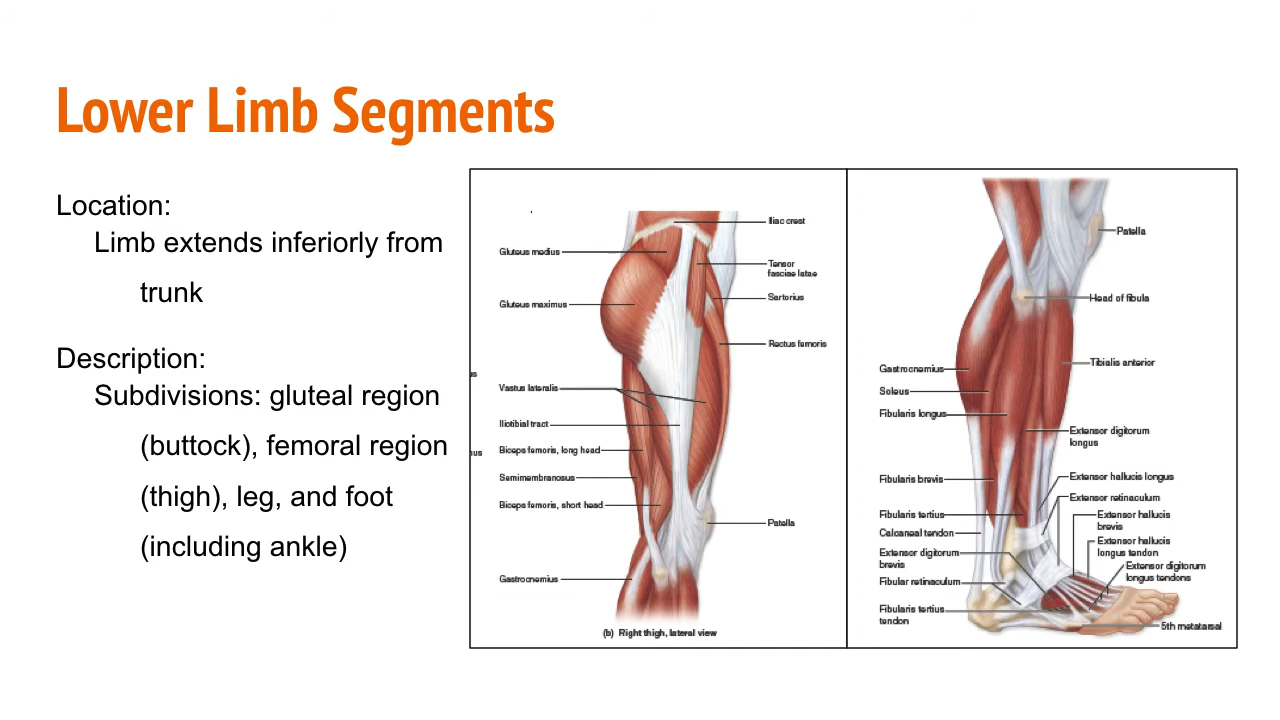 Lower Limb Segments
Location:
Limb extends inferiorly from
trunk
Description:
Subdivisions: gluteal region
(buttock), femoral region
(thigh), leg, and foot
(including ankle)
Iliac crest
Gluteus medius
Tensor
fasciae latae
Sartorius
Gluteus maximus
Rectus femoris
Vastus lateralis
Iliotibial tract
Biceps femoris, long head
Semimembranosus
Biceps femoris, short head
Patella
Gastrocnemius
(b) Right thigh, lateral view
Patella
Head of fibula
Tibialis anterior
Gastrocnemius
Soleus
Fibularis longus
Extensor digitorum
longus
Fibularis brevis
Extensor hallucis longus
Extensor retinaculum
Fibularis tertius
Extensor hallucis
brevis
Calcaneal tendon
Extensor hallucis
longus tendon
Extensor digitorum
brevis
Extensor digitorum
longus tendons
Fibular retinaculum
Fibularis tertius
tendon
5th metatarsal